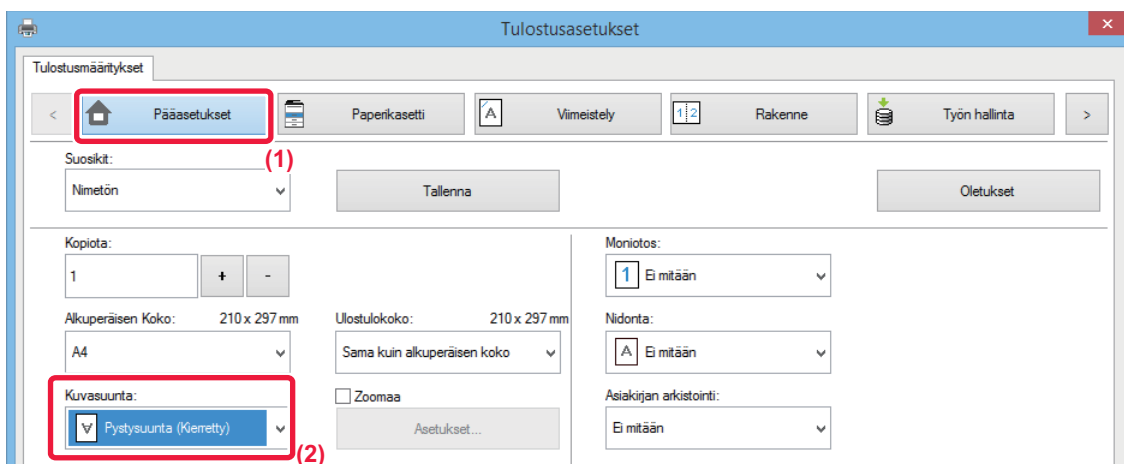 Tulostusasetukset
×
Tulostusmääritykset
< Pääasetukset Paperikasetti A Viimeistely 1 2 Rakenne Työn hallinta >
(1)
Suosikit:
Nimetön Tallenna Oletukset
Kopiota: Moniotos:
1 + - 1 Ei mitään
Alkuperäisen Koko: 210 x 297 mm Ulostulokoko: 210 x 297 mm Nidonta:
A4 Sama kuin alkuperäisen koko A Ei mitään
Kuvasuunta: Zoomaa Asiakirjan arkistointi:
A Pystysuunta (Kierretty) Asetukset... Ei mitään
(2)